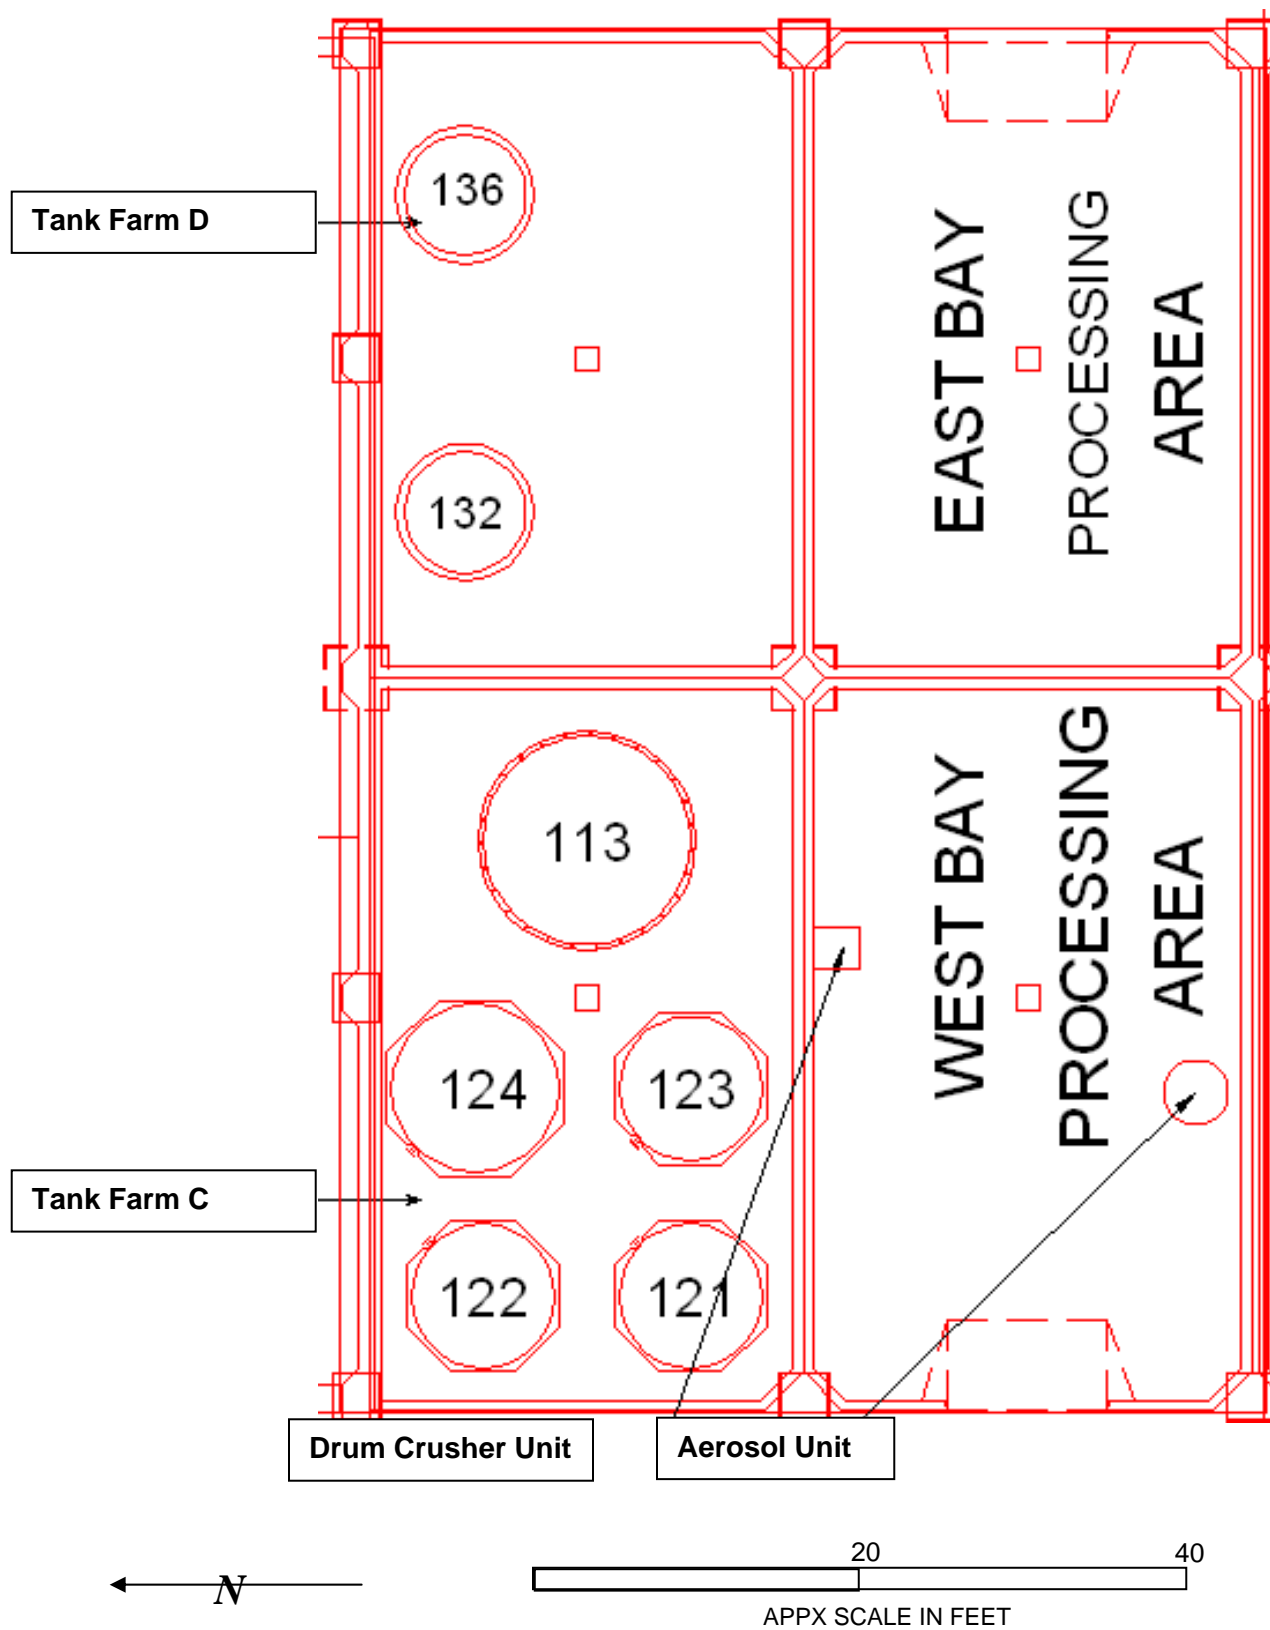 136
Tank Farm D
132
EAST BAY
PROCESSING
AREA
113
124
123
Tank Farm C
122
121
WEST BAY
PROCESSING
AREA
Drum Crusher Unit
Aerosol Unit
N
20
40
APPX SCALE IN FEET